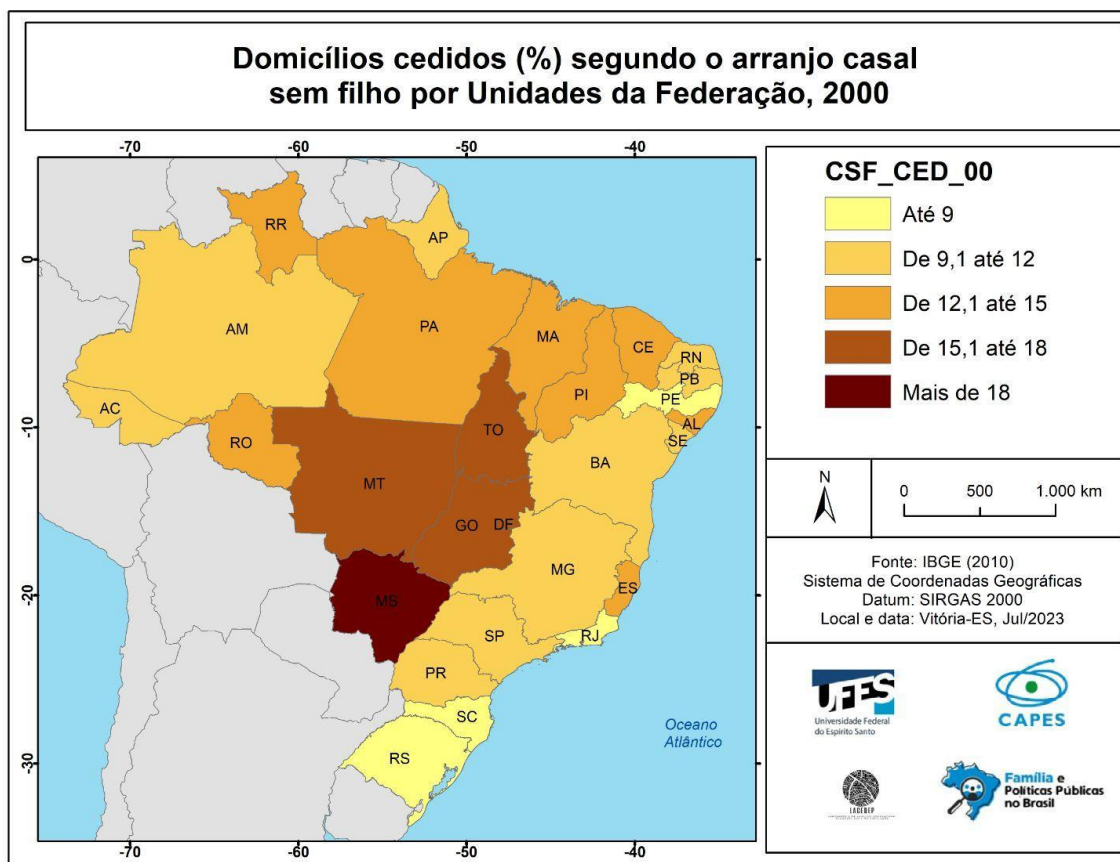 Domicílios cedidos (%) segundo o arranjo casal
sem filho por Unidades da Federação, 2000
-70
-60
-50
-40
0
-10
-20
-30
-70
-60
-50
-40
RR
AP
AM
PA
MA
CE
RN
PB
PI
PE
AC
AL
SE
RO
TO
BA
MT
GO
DF
MG
MS
ES
SP
RJ
PR
SC
RS
Oceano
Atlântico
CSF_CED_00
Até 9
De 9,1 até 12
De 12,1 até 15
De 15,1 até 18
Mais de 18
N
0 500 1.000 km
Fonte: IBGE (2010)
Sistema de Coordenadas Geográficas
Datum: SIRGAS 2000
Local e data: Vitória-ES, Jul/2023
UFES
Universidade Federal
do Espírito Santo
CAPES
LACEDEP
Família e
Políticas Públicas
no Brasil